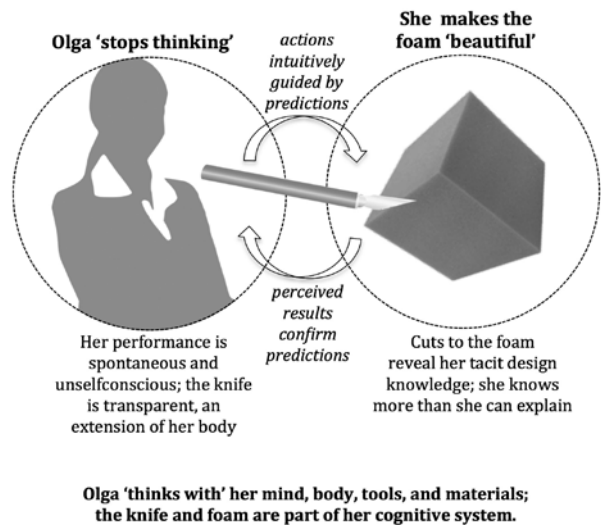 Olga ‘stops thinking’
She makes the
foam ‘beautiful’
actions
intuitively
guided by
predictions
perceived
results
confirm
predictions
Her performance is
spontaneous and
unselfconscious; the knife
is transparent, an
extension of her body
Cuts to the foam
reveal her tacit design
knowledge; she knows
more than she can explain
Olga ‘thinks with’ her mind, body, tools, and materials;
the knife and foam are part of her cognitive system.